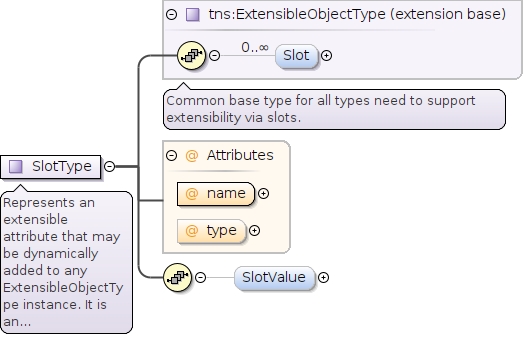 tns:ExtensibleObjectType (extension base)
0..∞
Slot
Common base type for all types need to support
extensibility via slots.
SlotType
Represents an
extensible
attribute that may
be dynamically
added to any
ExtensibleObjectTy
pe instance. It is
an...
@ Attributes
@ name
@ type
SlotValue